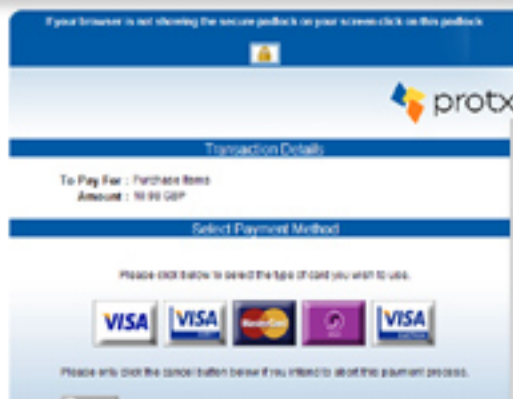 If your browser is not showing the secure padlock on your screen click on this padlock
protx
Transaction Details
To Pay For : Purchase Items
Amount : GBP
Select Payment Method
Please click below to select the type of card you wish to use.
VISA VISA MasterCard VISA
Please only click the cancel button below if you intend to abort this payment process.